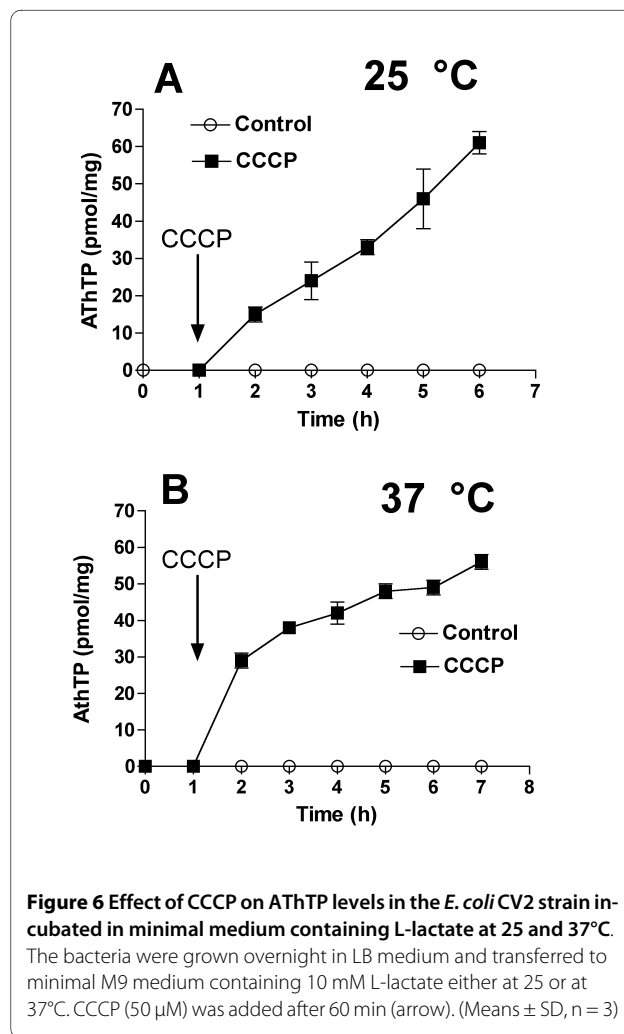 A
25 °C
70
60
50
40
30
20
10
0
AThTP (pmol/mg)
Control
CCCP
CCCP
0 1 2 3 4 5 6 7
Time (h)
B
37 °C
70
60
50
40
30
20
10
0
AthTP (pmol/mg)
CCCP
Control
CCCP
0 1 2 3 4 5 6 7 8
Time (h)
Figure 6 Effect of CCCP on AThTP levels in the E. coli CV2 strain in-
cubated in minimal medium containing L-lactate at 25 and 37°C.
The bacteria were grown overnight in LB medium and transferred to
minimal M9 medium containing 10 mM L-lactate either at 25 or at
37°C. CCCP (50 μM) was added after 60 min (arrow). (Means ± SD, n = 3)